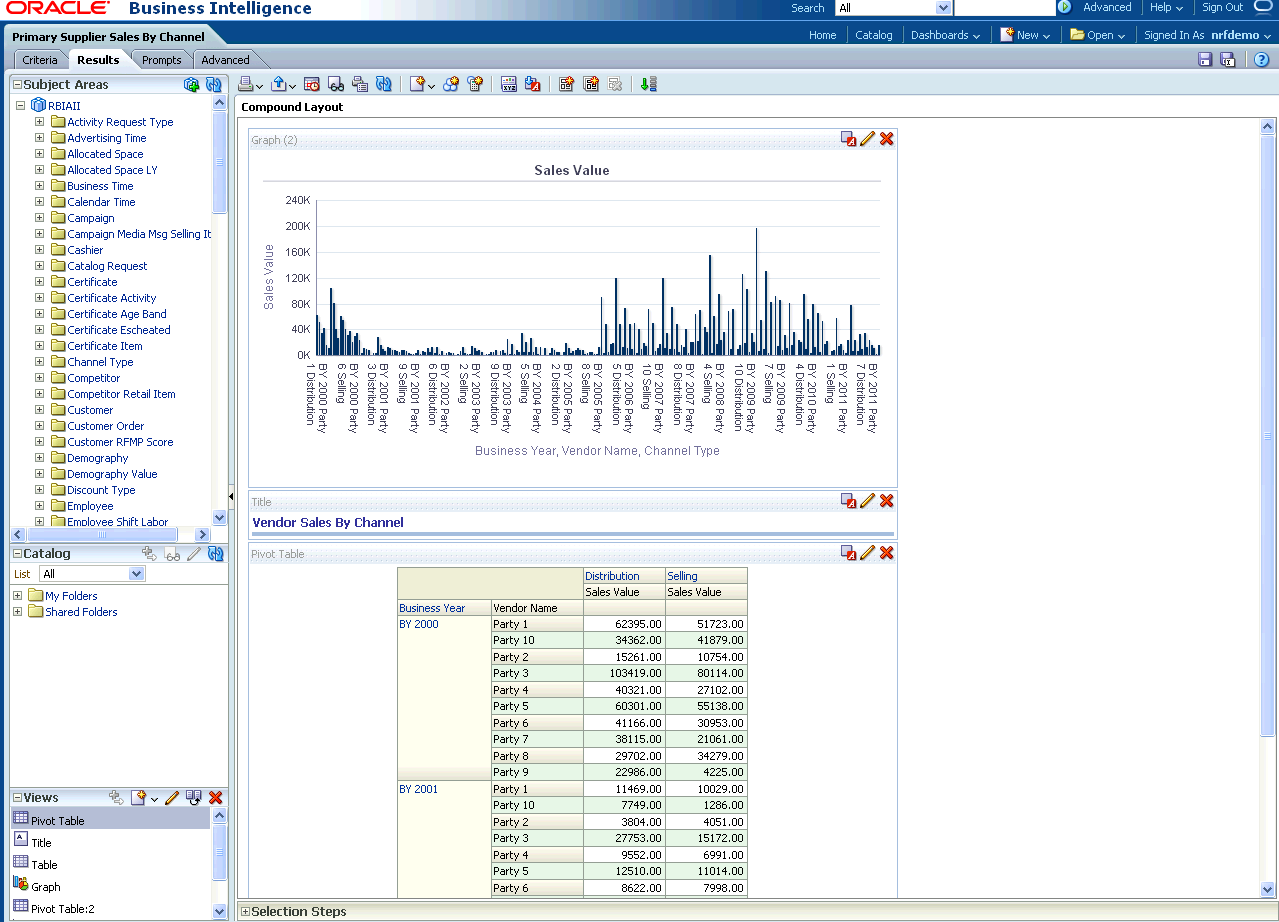 ORACLE Business Intelligence
Search All Advanced Help Sign Out
Primary Supplier Sales By Channel
Home Catalog Dashboards New Open Signed In As nrfdemo
Criteria Results Prompts Advanced
Subject Areas
RBIAII
Activity Request Type
Advertising Time
Allocated Space
Allocated Space LY
Business Time
Calendar Time
Campaign
Campaign Media Msg Selling It
Cashier
Catalog Request
Certificate
Certificate Activity
Certificate Age Band
Certificate Escheated
Certificate Item
Channel Type
Competitor
Competitor Retail Item
Customer
Customer Order
Customer RFMP Score
Demography
Demography Value
Discount Type
Employee
Employee Shift Labor
Catalog
List All
My Folders
Shared Folders
Views
Pivot Table
Title
Table
Graph
Pivot Table:2
Compound Layout
Graph (2)
Sales Value
Sales Value
240K
200K
160K
120K
80K
40K
0K
1 Distribution
BY 2000 Party
6 Selling
BY 2000 Party
3 Distribution
BY 2001 Party
9 Selling
BY 2001 Party
6 Distribution
BY 2002 Party
2 Selling
BY 2003 Party
9 Distribution
BY 2003 Party
5 Selling
BY 2004 Party
2 Distribution
BY 2005 Party
8 Selling
BY 2005 Party
5 Distribution
BY 2006 Party
10 Selling
BY 2007 Party
8 Distribution
BY 2007 Party
4 Selling
BY 2008 Party
10 Distribution
BY 2009 Party
7 Selling
BY 2009 Party
4 Distribution
BY 2010 Party
1 Selling
BY 2011 Party
7 Distribution
BY 2011 Party
Business Year, Vendor Name, Channel Type
Title
Vendor Sales By Channel
Pivot Table
Distribution Selling
Sales Value Sales Value
Business Year Vendor Name
BY 2000 Party 1 62395.00 51723.00
Party 10 34362.00 41879.00
Party 2 15261.00 10754.00
Party 3 103419.00 80114.00
Party 4 40321.00 27102.00
Party 5 60301.00 55138.00
Party 6 41166.00 30953.00
Party 7 38115.00 21061.00
Party 8 29702.00 34279.00
Party 9 22986.00 4225.00
BY 2001 Party 1 11469.00 10029.00
Party 10 7749.00 1286.00
Party 2 3804.00 4051.00
Party 3 27753.00 15172.00
Party 4 9552.00 6991.00
Party 5 12510.00 11014.00
Party 6 8622.00 7998.00
Selection Steps